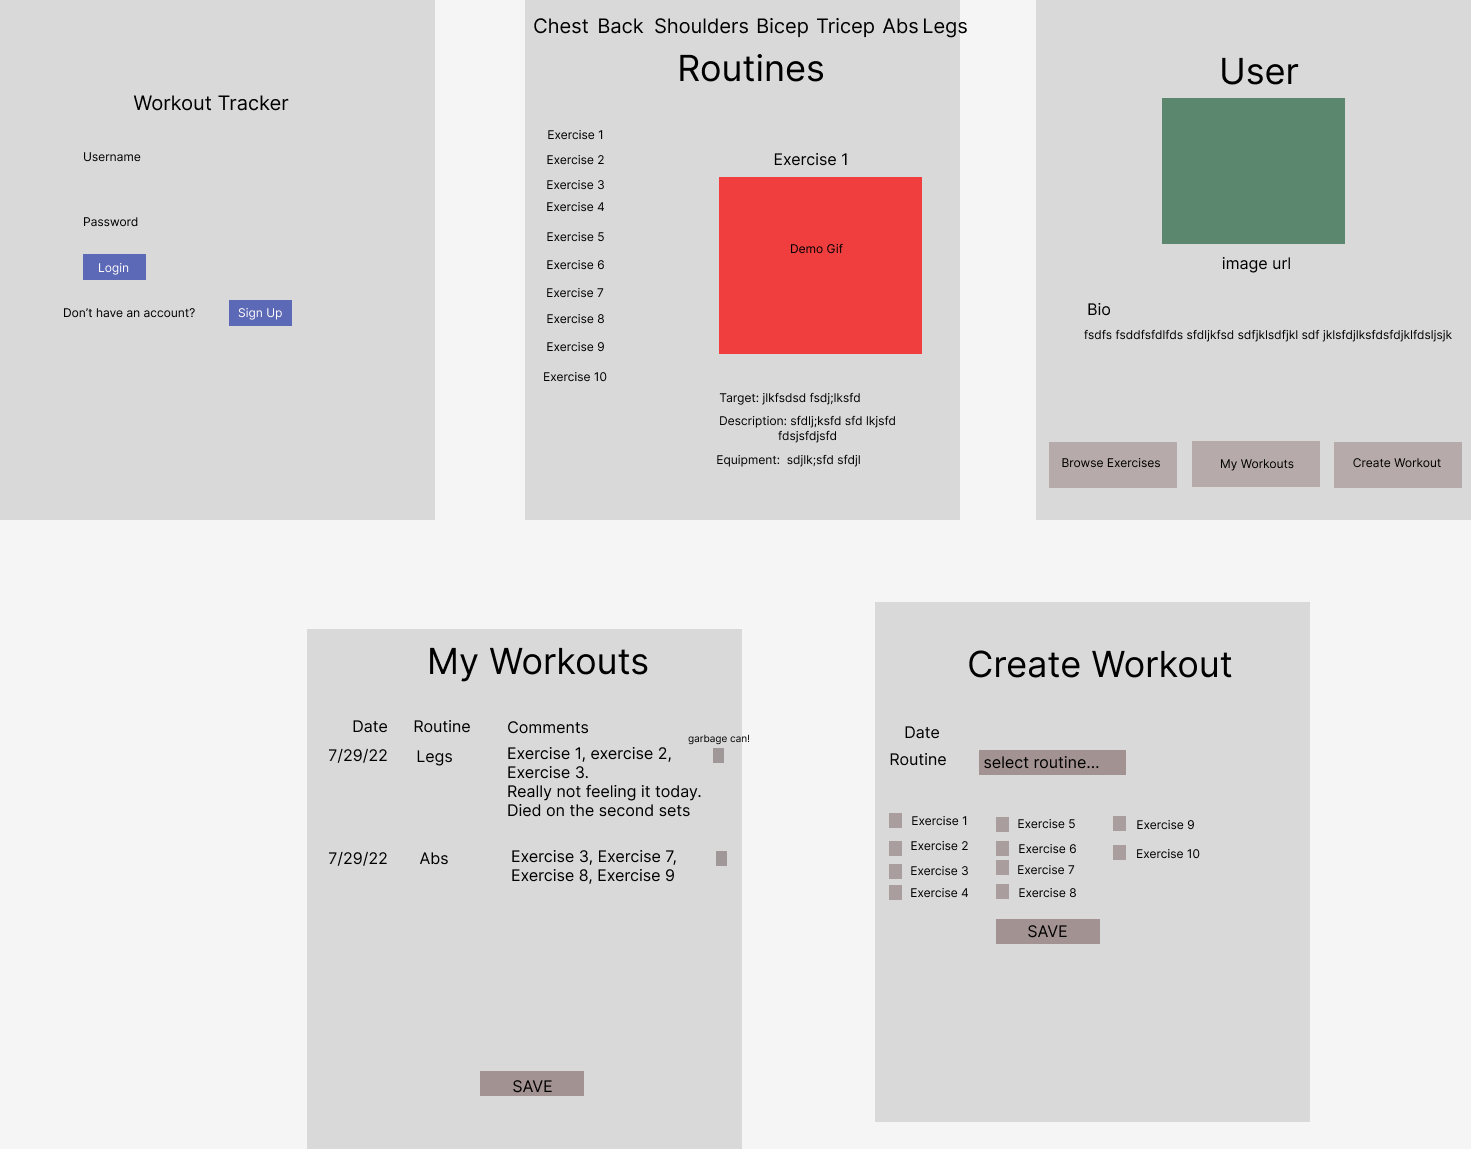 Workout Tracker
Username
Password
Login
Don't have an account?
Sign Up
Chest Back Shoulders Bicep Tricep Abs Legs
Routines
Exercise 1
Exercise 2
Exercise 3
Exercise 4
Exercise 5
Exercise 6
Exercise 7
Exercise 8
Exercise 9
Exercise 10
Exercise 1
Demo Gif
Target: jlkfsdsd fsdj;lksfd
Description: sfdlj;ksfd sfd lkjsfd
fdsjsfdjsfd
Equipment: sdjlk;sfd sfdjl
User
image url
Bio
fsdfs fsddfsfdlfds sfdljkfsd sdfjklsdfjkl sdf jklsfdjlksfdsfdjklfdsljsjk
Browse Exercises
My Workouts
Create Workout
My Workouts
Date Routine Comments
garbage can!
7/29/22 Legs Exercise 1, exercise 2,
Exercise 3.
Really not feeling it today.
Died on the second sets
7/29/22 Abs Exercise 3, Exercise 7,
Exercise 8, Exercise 9
SAVE
Create Workout
Date
Routine select routine...
Exercise 1
Exercise 2
Exercise 3
Exercise 4
Exercise 5
Exercise 6
Exercise 7
Exercise 8
Exercise 9
Exercise 10
SAVE